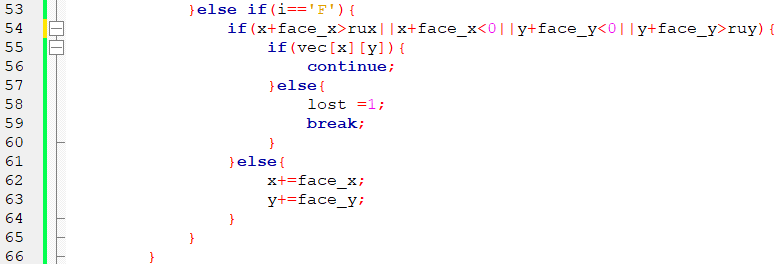 53 }else if(i=='F'){
54 if(x+face_x>rux||x+face_x<0||y+face_y<0||y+face_y>ruy){
55 if(vec[x][y]){
56 continue;
57 }else{
58 lost =1;
59 break;
60 }
61 }else{
62 x+=face_x;
63 y+=face_y;
64 }
65 }
66 }